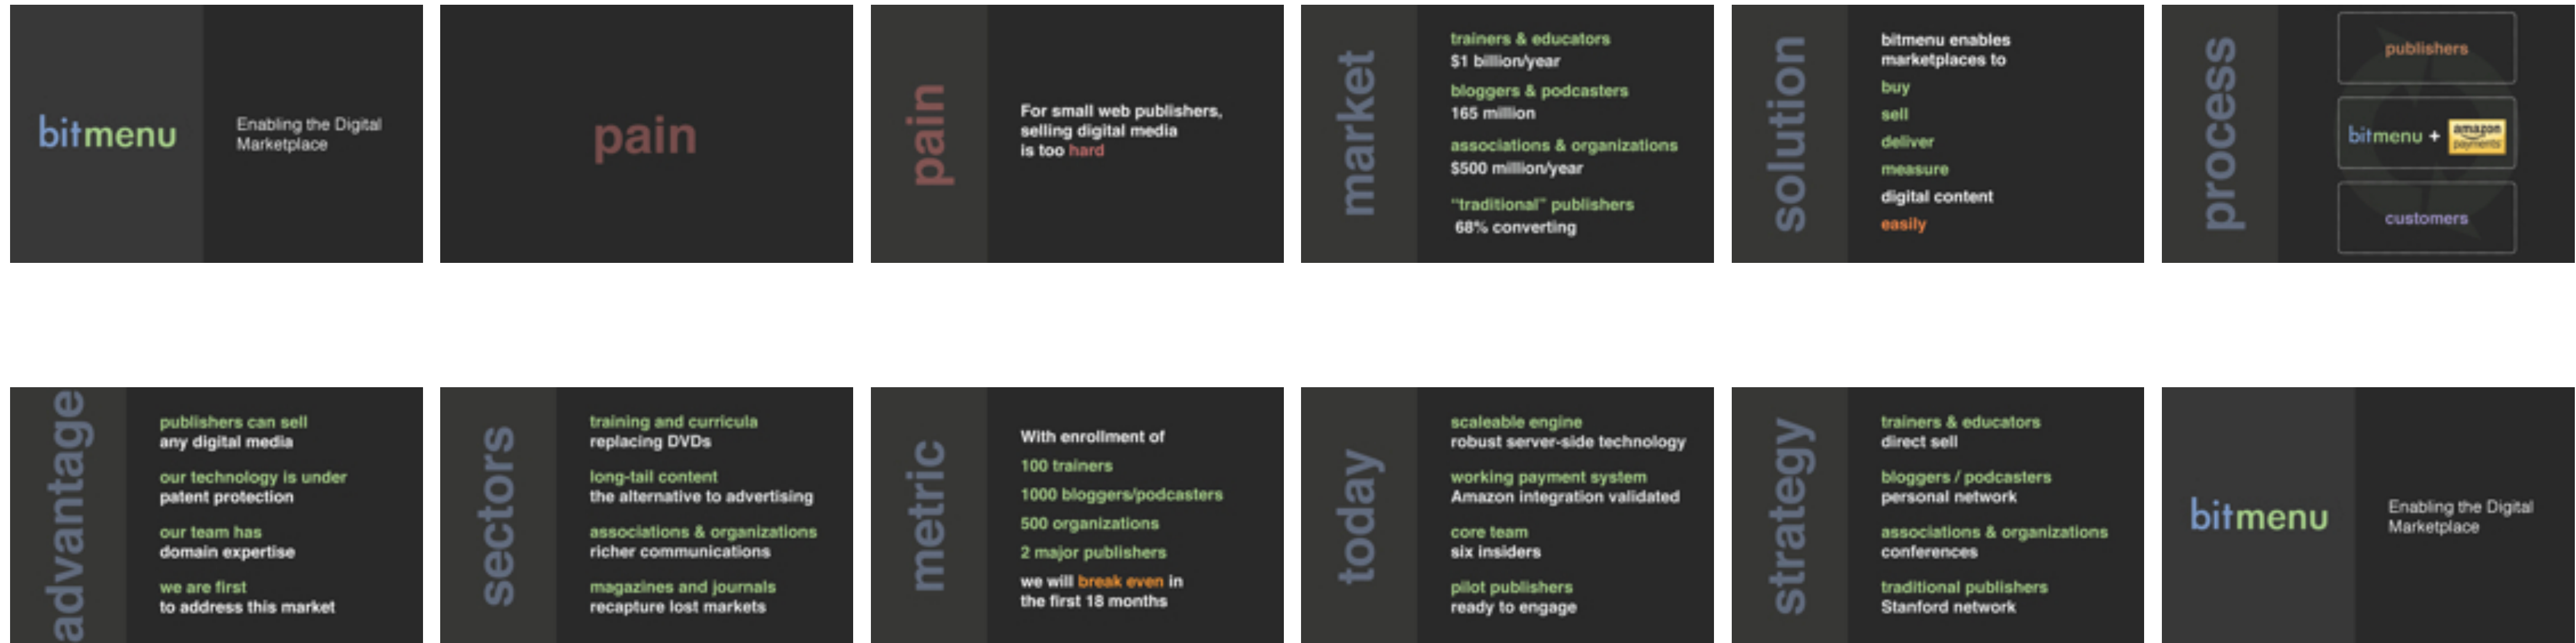 bitmenu
Enabling the Digital
Marketplace
pain
pain
For small web publishers,
selling digital media
is too hard
market
trainers & educators
$1 billion/year
bloggers & podcasters
165 million
associations & organizations
$500 million/year
"traditional" publishers
68% converting
solution
bitmenu enables
marketplaces to
buy
sell
deliver
measure
digital content
easily
process
publishers
bitmenu + amazon
payments
customers
advantage
publishers can sell
any digital media
our technology is under
patent protection
our team has
domain expertise
we are first
to address this market
sectors
training and curricula
replacing DVDs
long-tail content
the alternative to advertising
associations & organizations
richer communications
magazines and journals
recapture lost markets
metric
With enrollment of
100 trainers
1000 bloggers/podcasters
500 organizations
2 major publishers
we will break even in
the first 18 months
today
scaleable engine
robust server-side technology
working payment system
Amazon integration validated
core team
six insiders
pilot publishers
ready to engage
strategy
trainers & educators
direct sell
bloggers / podcasters
personal network
associations & organizations
conferences
traditional publishers
Stanford network
bitmenu
Enabling the Digital
Marketplace